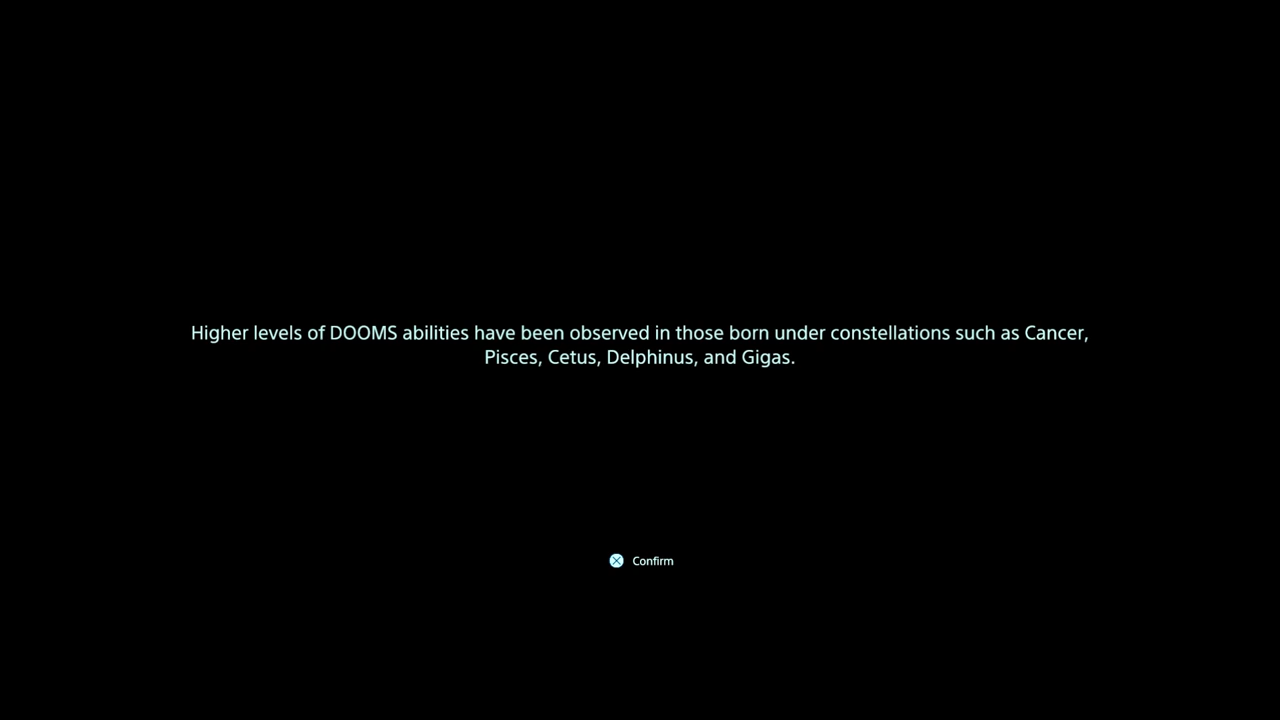 Higher levels of DOOMS abilities have been observed in those born under constellations such as Cancer,
Pisces, Cetus, Delphinus, and Gigas.
Confirm